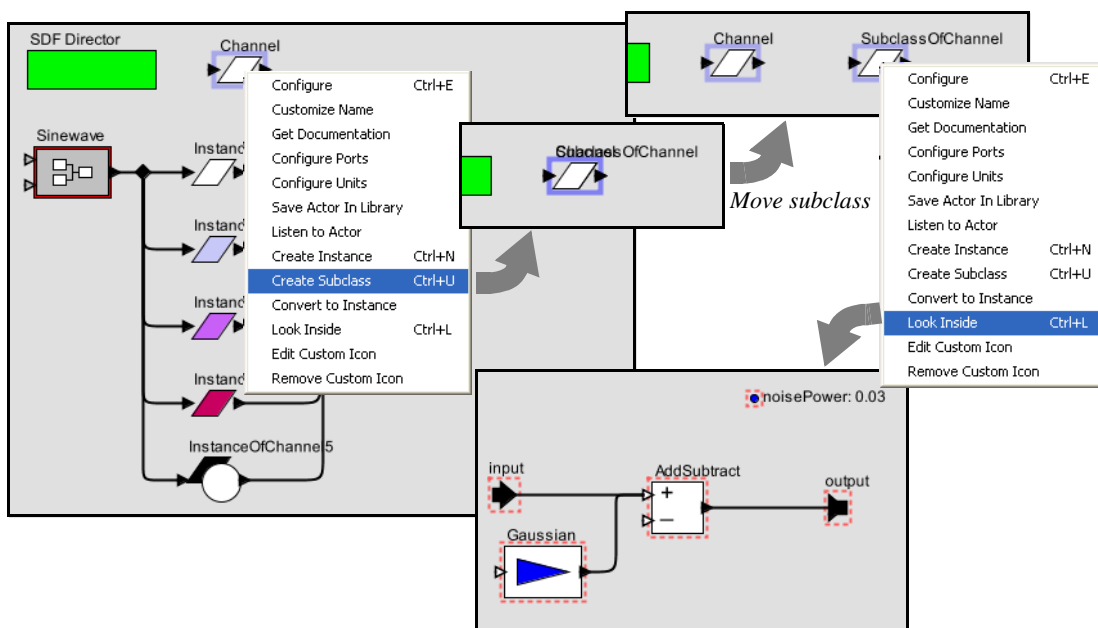 SDF Director
Channel
Configure Ctrl+E
Customize Name
Get Documentation
Configure Ports
Configure Units
Save Actor In Library
Listen to Actor
Create Instance Ctrl+N
Create Subclass Ctrl+U
Convert to Instance
Look Inside Ctrl+L
Edit Custom Icon
Remove Custom Icon
Sinewave
Instanc
Instanc
Instanc
Instanc
InstanceOfChannel5
SubclassOfChannel
Move subclass
Channel
SubclassOfChannel
Configure Ctrl+E
Customize Name
Get Documentation
Configure Ports
Configure Units
Save Actor In Library
Listen to Actor
Create Instance Ctrl+N
Create Subclass Ctrl+U
Convert to Instance
Look Inside Ctrl+L
Edit Custom Icon
Remove Custom Icon
noisePower: 0.03
input
Gaussian
AddSubtract
+
−
output